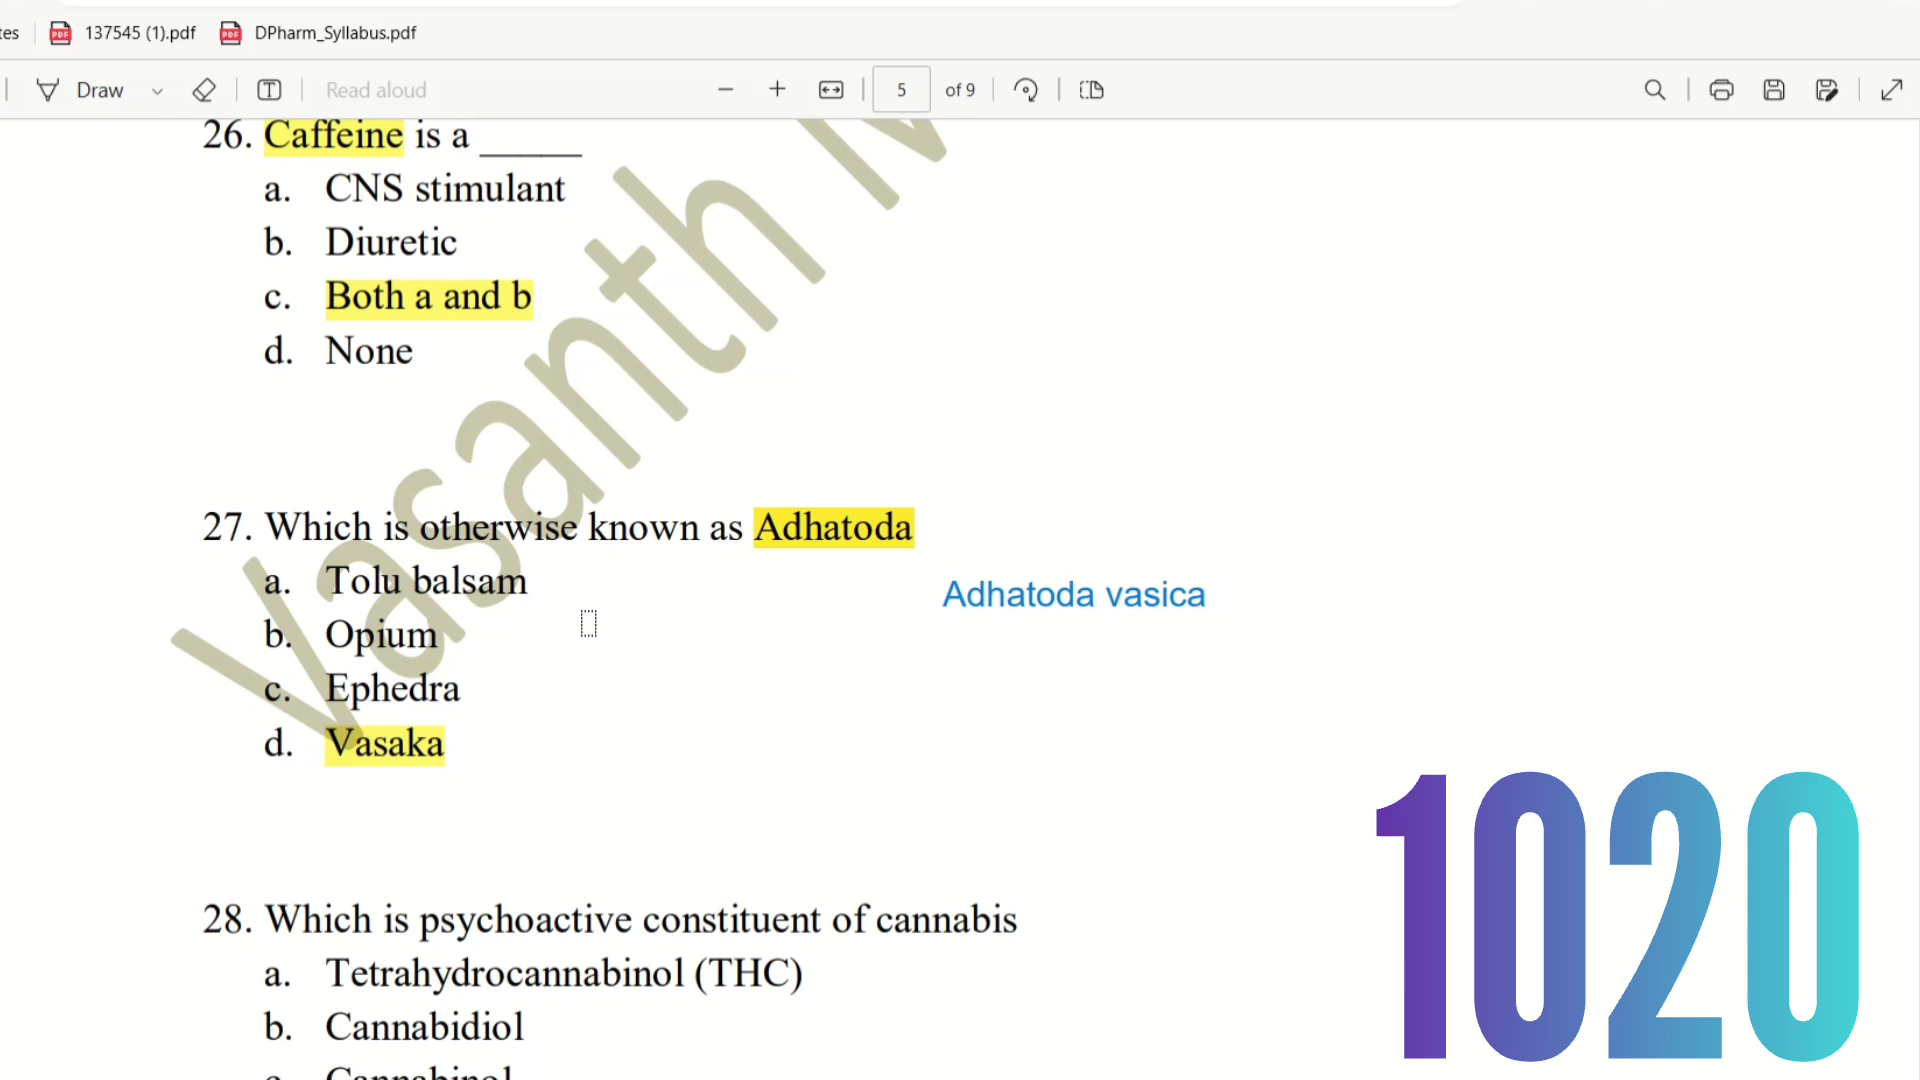 tes 137545 (1).pdf DPharm_Syllabus.pdf
Draw Read aloud 5 of 9
26. Caffeine is a _____
a. CNS stimulant
b. Diuretic
c. Both a and b
d. None
27. Which is otherwise known as Adhatoda
a. Tolu balsam
Adhatoda vasica
b. Opium
c. Ephedra
d. Vasaka
28. Which is psychoactive constituent of cannabis
a. Tetrahydrocannabinol (THC)
b. Cannabidiol
c. Cannabinol
Vasanth
1020